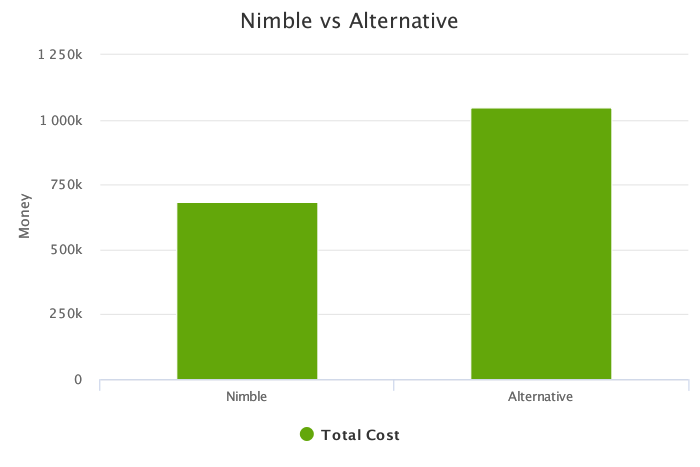 Nimble vs Alternative
1 250k
1 000k
750k
500k
250k
0
Money
Nimble
Alternative
Total Cost